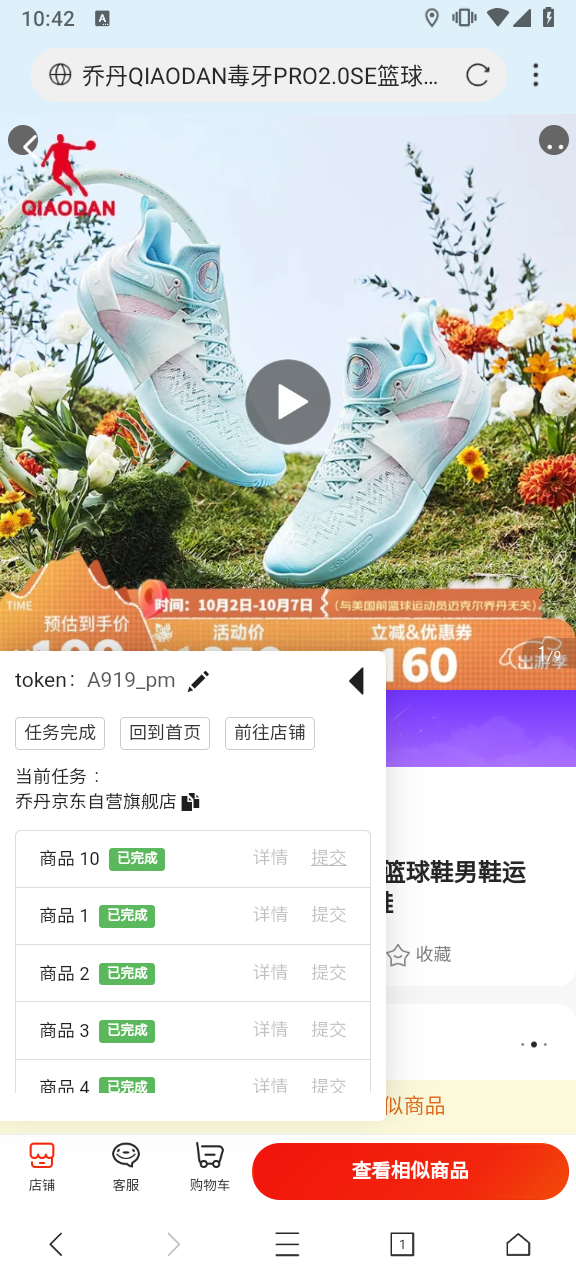 10:42
A
乔丹QIAODAN毒牙PRO2.0SE篮球…
QIAODAN
TIME
时间：10月2日-10月7日
（与美国前篮球运动员迈克尔乔丹无关）。
预估到手价
活动价
立减&优惠券
160
出游季
1/9
token： A919_pm
任务完成
回到首页
前往店铺
当前任务：
乔丹京东自营旗舰店
商品 10 已完成 详情 提交
商品 1 已完成 详情 提交
商品 2 已完成 详情 提交
商品 3 已完成 详情 提交
商品 4 已完成 详情 提交
篮球鞋男鞋运
收藏
似商品
店铺
客服
购物车
查看相似商品
1